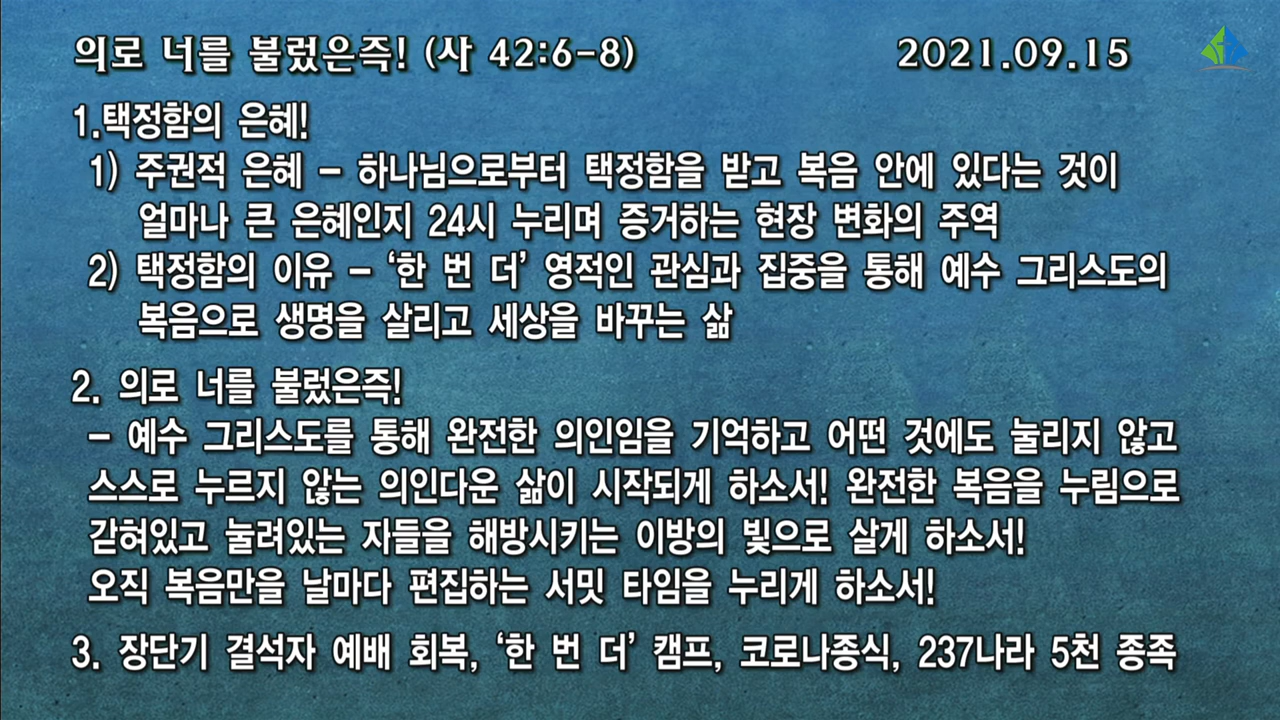 의로 너를 불렀은즉! (사 42:6-8) 2021.09.15
1.택정함의 은혜!
1) 주권적 은혜 - 하나님으로부터 택정함을 받고 복음 안에 있다는 것이
얼마나 큰 은혜인지 24시 누리며 증거하는 현장 변화의 주역
2) 택정함의 이유 - ‘한 번 더’ 영적인 관심과 집중을 통해 예수 그리스도의
복음으로 생명을 살리고 세상을 바꾸는 삶
2. 의로 너를 불렀은즉!
- 예수 그리스도를 통해 완전한 의인임을 기억하고 어떤 것에도 눌리지 않고
스스로 누르지 않는 의인다운 삶이 시작되게 하소서! 완전한 복음을 누림으로
갇혀있고 눌려있는 자들을 해방시키는 이방의 빛으로 살게 하소서!
오직 복음만을 날마다 편집하는 서밋 타임을 누리게 하소서!
3. 장단기 결석자 예배 회복, ‘한 번 더’ 캠프, 코로나종식, 237나라 5천 종족